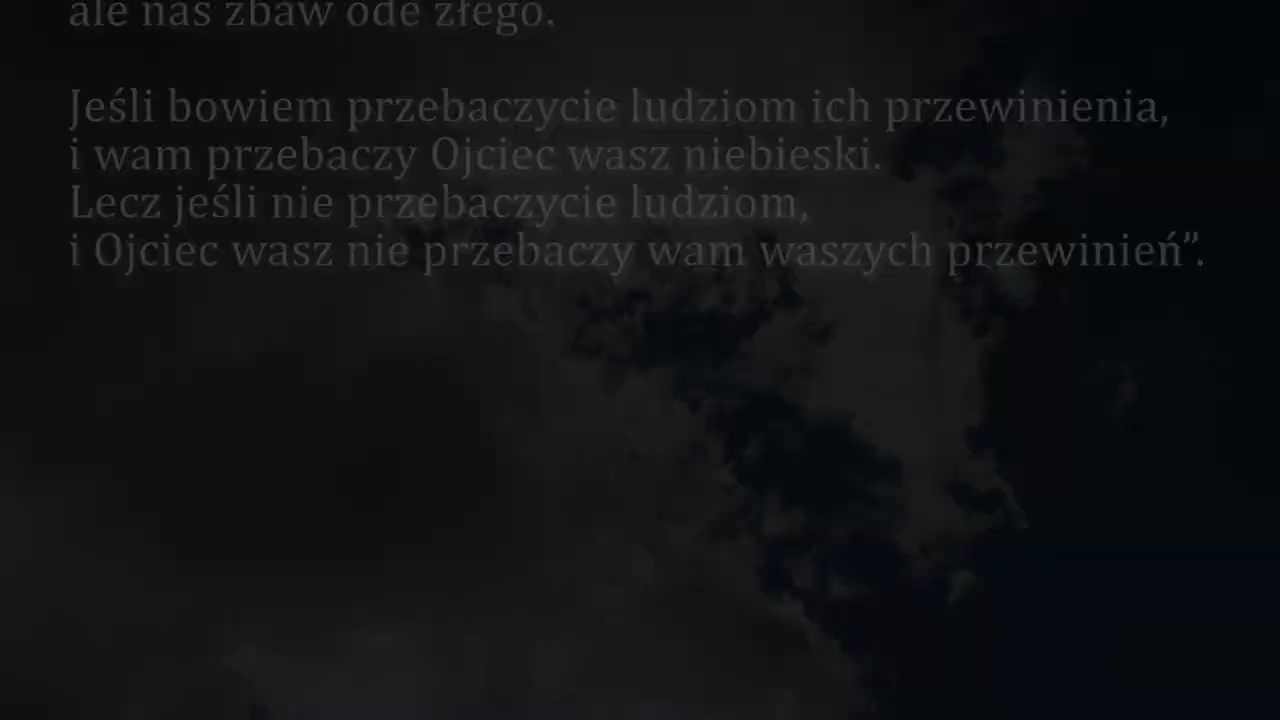 ale nas zbaw ode złego.
Jeśli bowiem przebaczycie ludziom ich przewinienia,
i wam przebaczy Ojciec wasz niebieski.
Lecz jeśli nie przebaczycie ludziom,
i Ojciec wasz nie przebaczy wam waszych przewinień”.